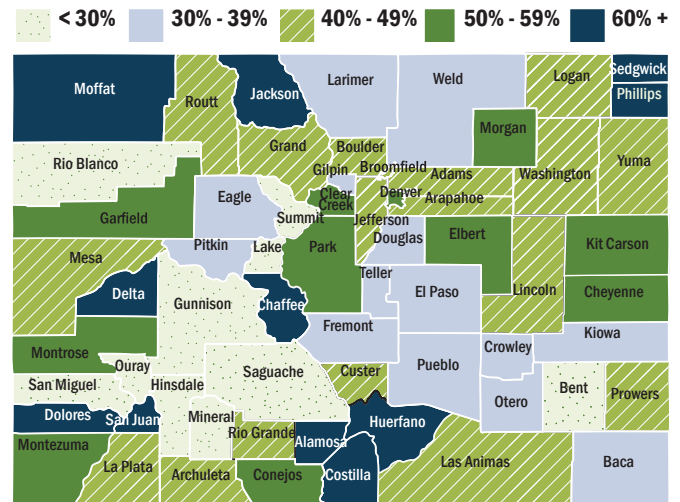 < 30% 30% - 39% 40% - 49% 50% - 59% 60% +
Moffat
Routt
Jackson
Larimer
Weld
Logan
Sedgwick
Phillips
Morgan
Rio Blanco
Grand
Boulder
Gilpin
Broomfield
Adams
Washington
Yuma
Eagle
Clear
Creek
Denver
Arapahoe
Garfield
Summit
Jefferson
Douglas
Elbert
Kit Carson
Pitkin
Lake
Park
Mesa
Teller
Lincoln
Cheyenne
Delta
Gunnison
Chaffee
El Paso
Fremont
Kiowa
Montrose
Crowley
Ouray
Saguache
Custer
Pueblo
San Miguel
Hinsdale
Bent
Prowers
Otero
Dolores
San Juan
Mineral
Huerfano
Rio Grande
Alamosa
Montezuma
La Plata
Archuleta
Conejos
Costilla
Las Animas
Baca